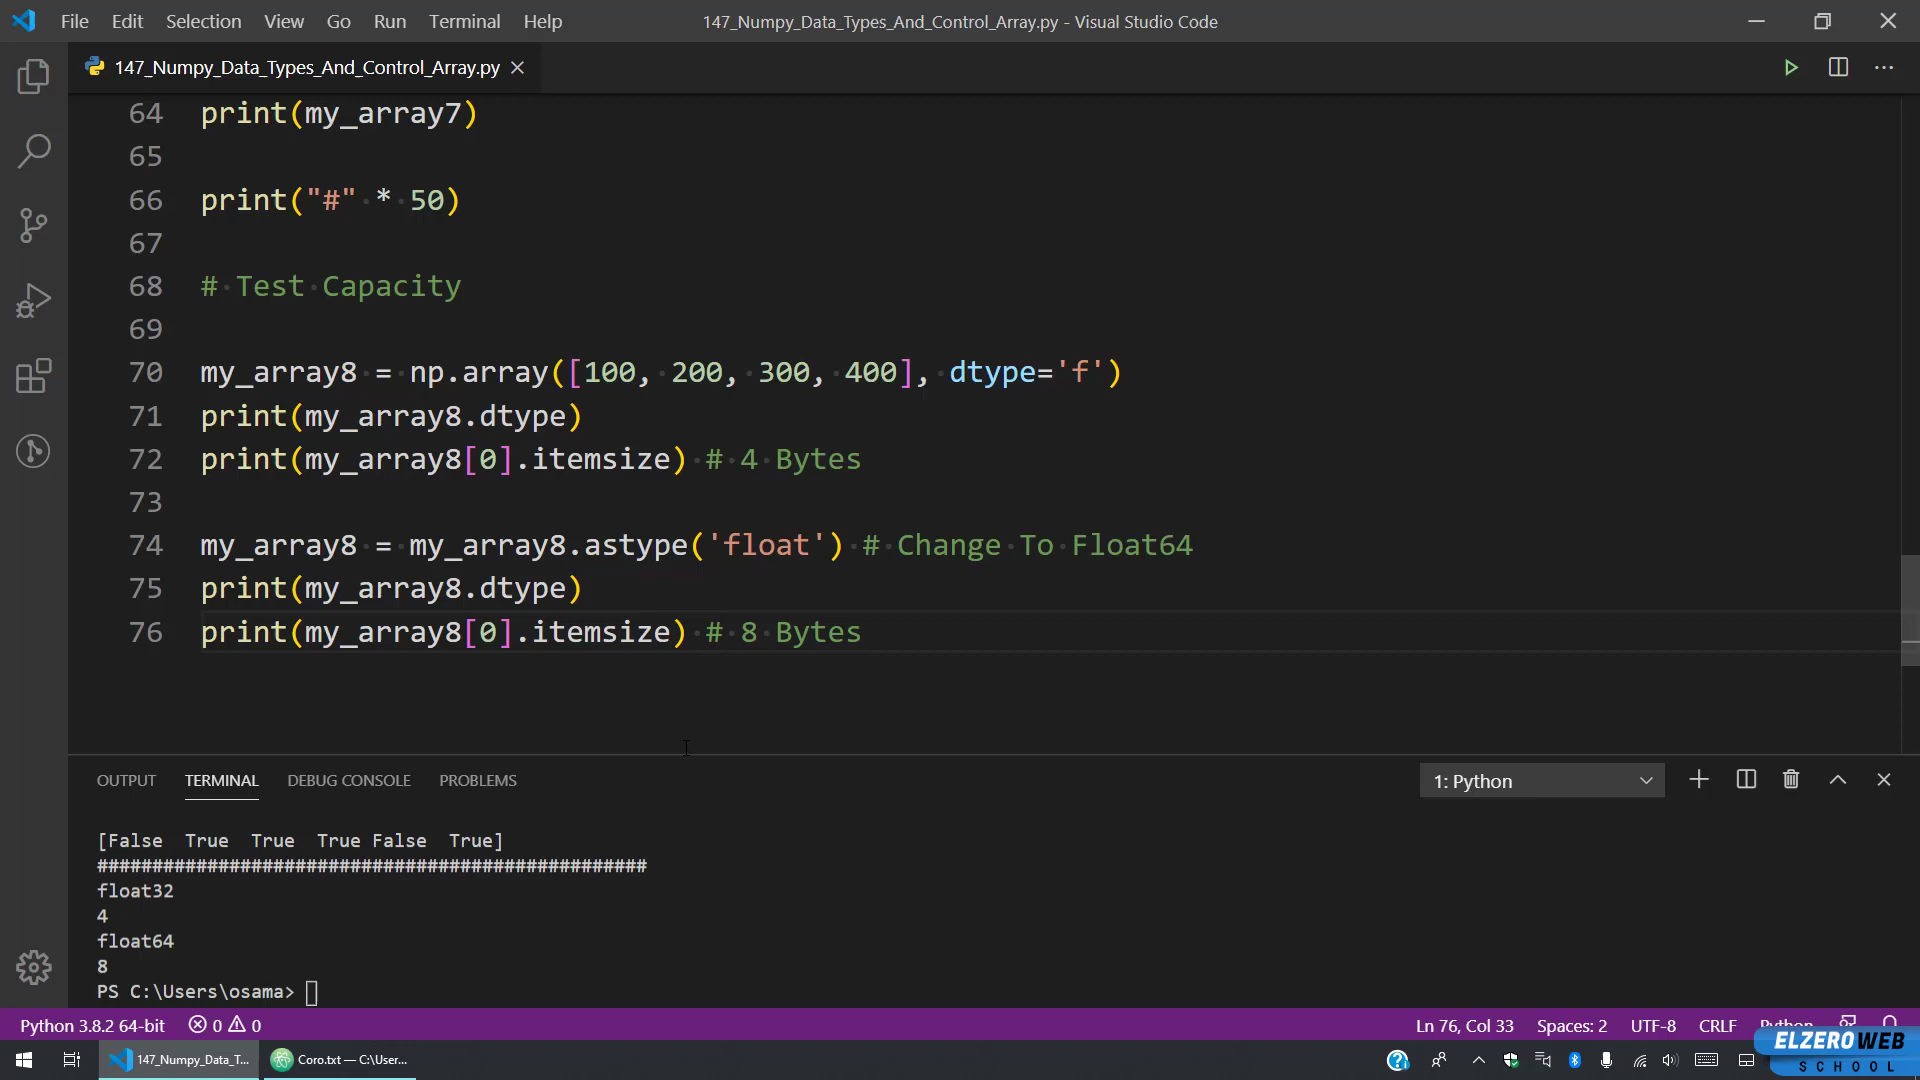 File Edit Selection View Go Run Terminal Help 147_Numpy_Data_Types_And_Control_Array.py - Visual Studio Code
147_Numpy_Data_Types_And_Control_Array.py
64 print(my_array7)
65
66 print("#" * 50)
67
68 # Test Capacity
69
70 my_array8 = np.array([100, 200, 300, 400], dtype='f')
71 print(my_array8.dtype)
72 print(my_array8[0].itemsize) # 4 Bytes
73
74 my_array8 = my_array8.astype('float') # Change To Float64
75 print(my_array8.dtype)
76 print(my_array8[0].itemsize) # 8 Bytes
OUTPUT TERMINAL DEBUG CONSOLE PROBLEMS 1: Python
[False  True  True  True False  True]
##################################################
float32
4
float64
8
PS C:\Users\osama>
Python 3.8.2 64-bit 0 0 Ln 76, Col 33 Spaces: 2 UTF-8 CRLF Python
147_Numpy_Data_T... Coro.txt — C:\User...
ELZEROWEB
SCHOOL